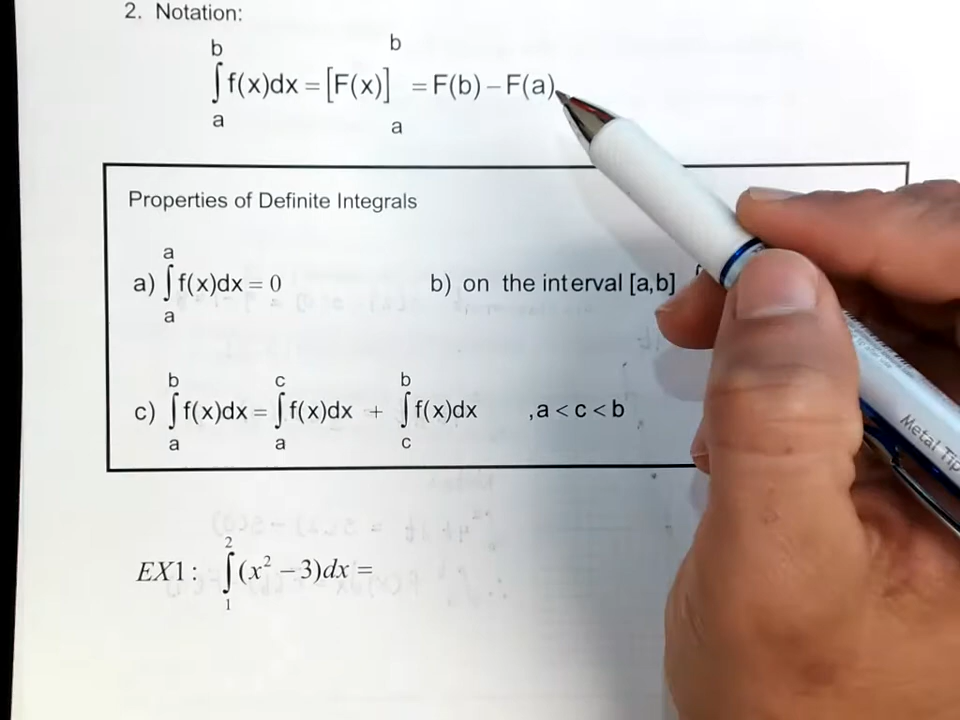 2. Notation:
b b
∫f(x)dx = [F(x)] = F(b) – F(a)
a a
Properties of Definite Integrals
a a) ∫f(x)dx = 0 b) on the interval [a,b]
a
b c b
c) ∫f(x)dx = ∫f(x)dx + ∫f(x)dx ,a < c < b
a a c
2
EX1: ∫(x² – 3)dx =
1
Metal Tip